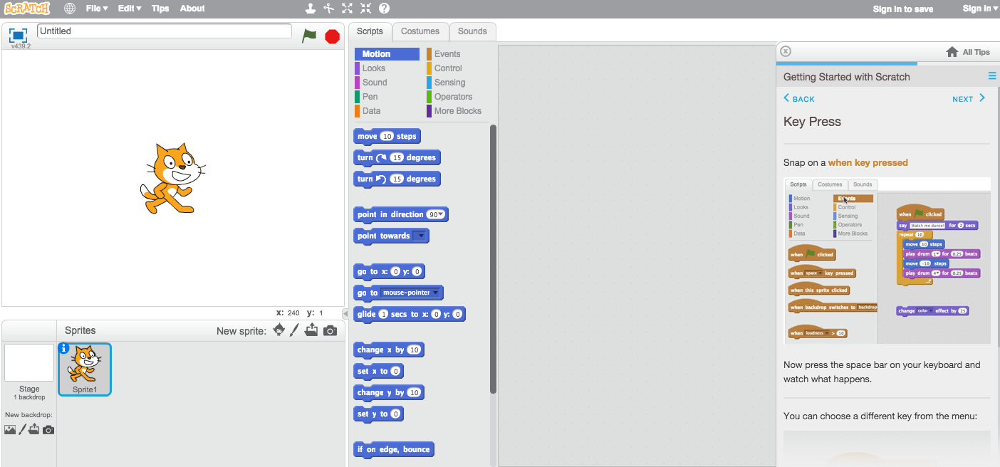 SCRATCH File Edit Tips About Sign in to save Sign in
v439.2 Untitled
Scripts Costumes Sounds
Motion Events
Looks Control
Sound Sensing
Pen Operators
Data More Blocks
move 10 steps
turn 15 degrees
turn 15 degrees
point in direction 90
point towards
go to x: 0 y: 0
go to mouse-pointer
glide 1 secs to x: 0 y: 0
change x by 10
set x to 0
change y by 10
set y to 0
if on edge, bounce
x: 240 y: 1
Sprites New sprite:
Sprite1
Stage
1 backdrop
New backdrop:
All Tips
Getting Started with Scratch
BACK NEXT
Key Press
Snap on a when key pressed
Scripts Costumes Sounds
Motion Events
Looks Control
Sound Sensing
Pen Operators
Data More Blocks
when clicked
when space key pressed
when this sprite clicked
when backdrop switches to backdrop
when loudness > 10
when clicked
say Watch me dance! for 2 secs
repeat 10
move 10 steps
play drum 1 for 0.25 beats
move -10 steps
play drum 4 for 0.25 beats
change color effect by 25
Now press the space bar on your keyboard and
watch what happens.
You can choose a different key from the menu: